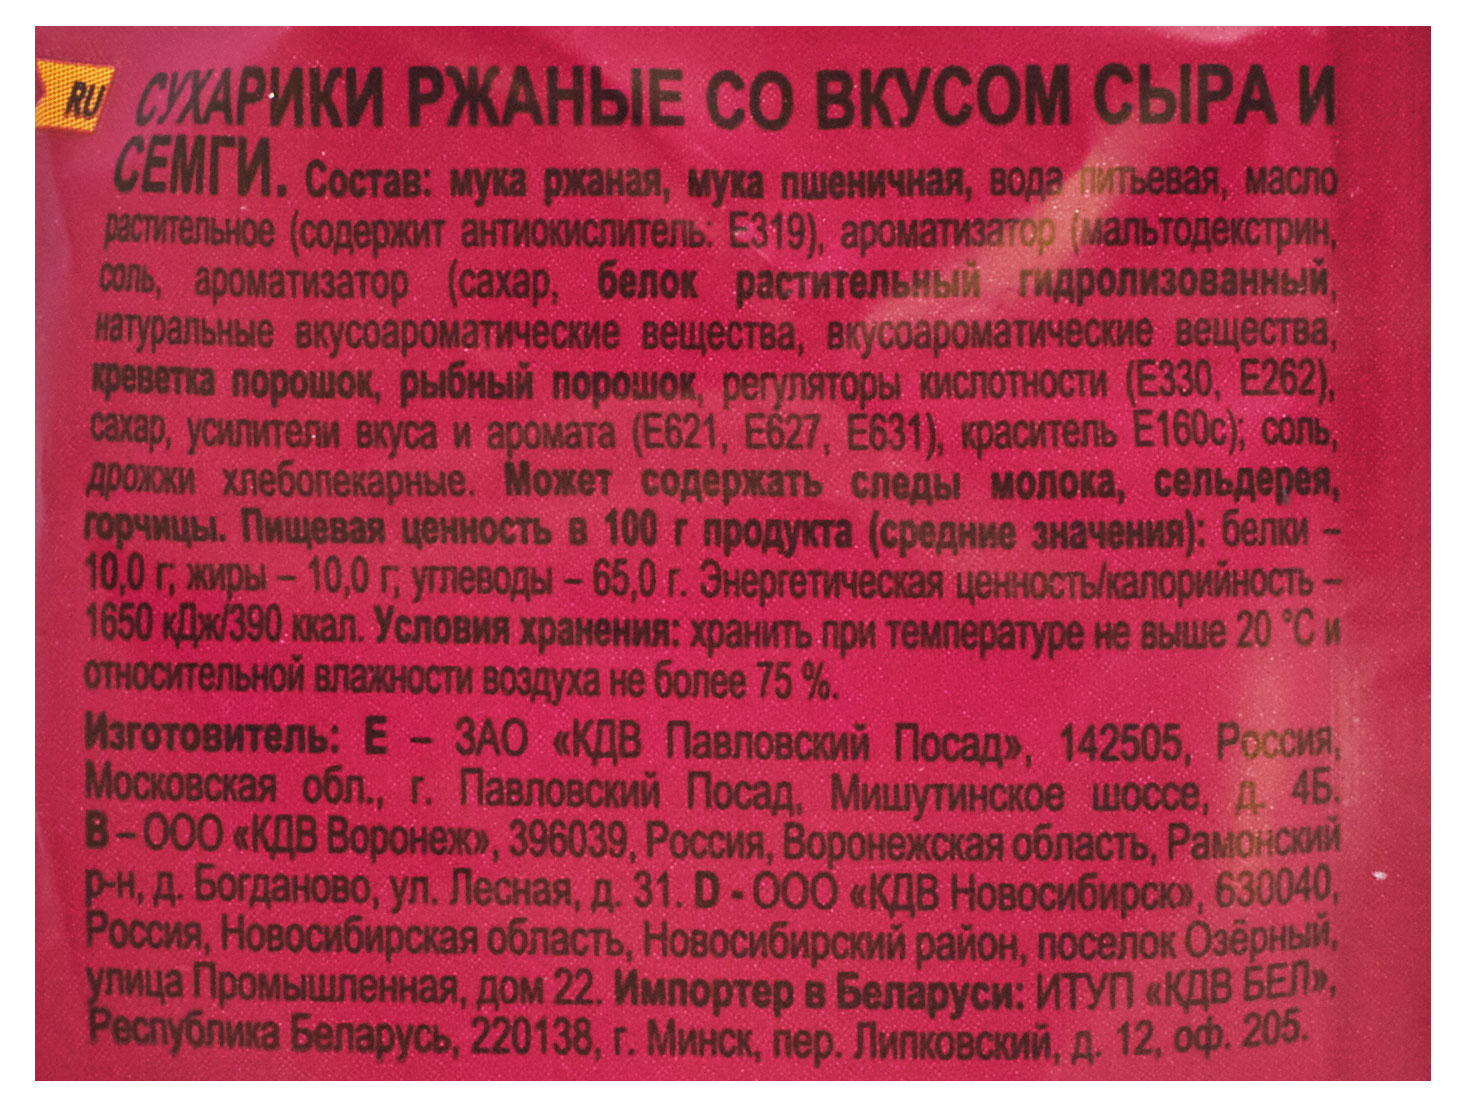 RU
СУХАРИКИ РЖАНЫЕ СО ВКУСОМ СЫРА И
СЕМГИ. Состав: мука ржаная, мука пшеничная, вода питьевая, масло
растительное (содержит антиокислитель: Е319), ароматизатор (мальтодекстрин,
соль, ароматизатор (сахар, белок растительный гидролизованный,
натуральные вкусоароматические вещества, вкусоароматические вещества,
креветка порошок, рыбный порошок, регуляторы кислотности (Е330, Е262),
сахар, усилители вкуса и аромата (Е621, Е627, Е631), краситель Е160с); соль,
дрожжи хлебопекарные. Может содержать следы молока, сельдерея,
горчицы. Пищевая ценность в 100 г продукта (средние значения): белки –
10,0 г; жиры – 10,0 г; углеводы – 65,0 г. Энергетическая ценность/калорийность –
1650 кДж/390 ккал. Условия хранения: хранить при температуре не выше 20 °С и
относительной влажности воздуха не более 75 %.
Изготовитель: Е – ЗАО «КДВ Павловский Посад», 142505, Россия,
Московская обл., г. Павловский Посад, Мишутинское шоссе, д. 4Б.
В – ООО «КДВ Воронеж», 396039, Россия, Воронежская область, Рамонский
р-н, д. Богданово, ул. Лесная, д. 31. D - ООО «КДВ Новосибирск», 630040,
Россия, Новосибирская область, Новосибирский район, поселок Озёрный,
улица Промышленная, дом 22. Импортер в Беларуси: ИТУП «КДВ БЕЛ»,
Республика Беларусь, 220138, г. Минск, пер. Липковский, д. 12, оф. 205.